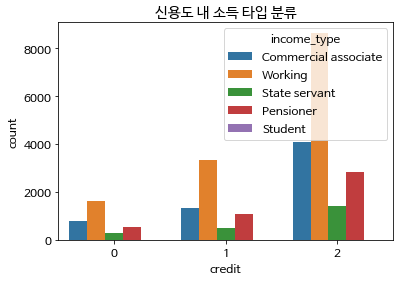 신용도 내 소득 타입 분류
income_type
Commercial associate
Working
State servant
Pensioner
Student
8000
6000
4000
2000
0
count
0 1 2
credit